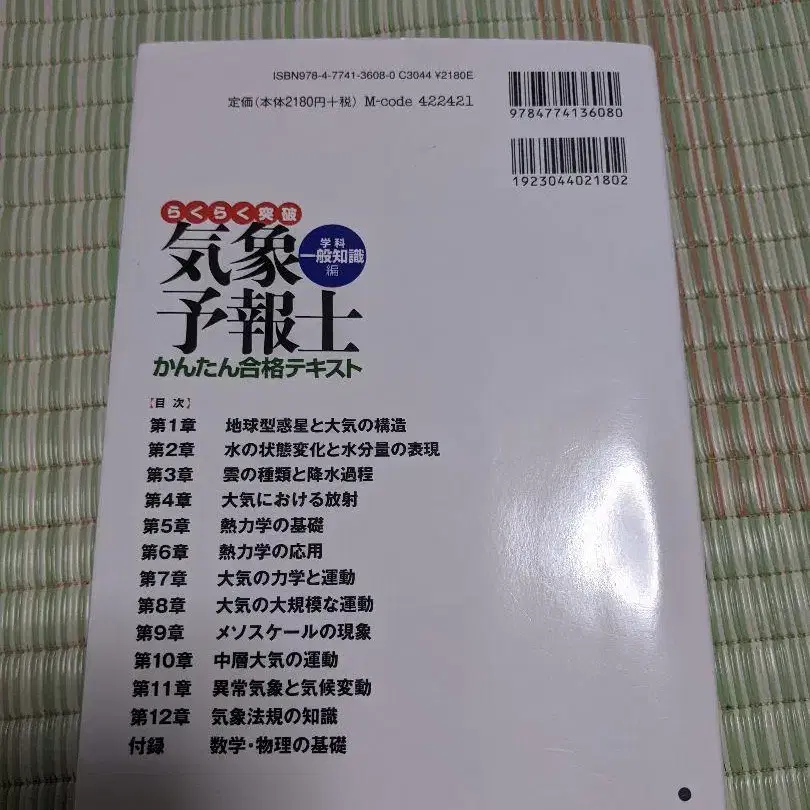 ISBN978-4-7741-3608-0 C3044 ¥2180E
定価(本体2180円+税) M-code 422421
9784774136080
1923044021802
らくらく突破
気象予報士
学科
一般知識
編
かんたん合格テキスト
【目次】
第1章 地球型惑星と大気の構造
第2章 水の状態変化と水分量の表現
第3章 雲の種類と降水過程
第4章 大気における放射
第5章 熱力学の基礎
第6章 熱力学の応用
第7章 大気の力学と運動
第8章 大気の大規模な運動
第9章 メソスケールの現象
第10章 中層大気の運動
第11章 異常気象と気候変動
第12章 気象法規の知識
付録 数学・物理の基礎